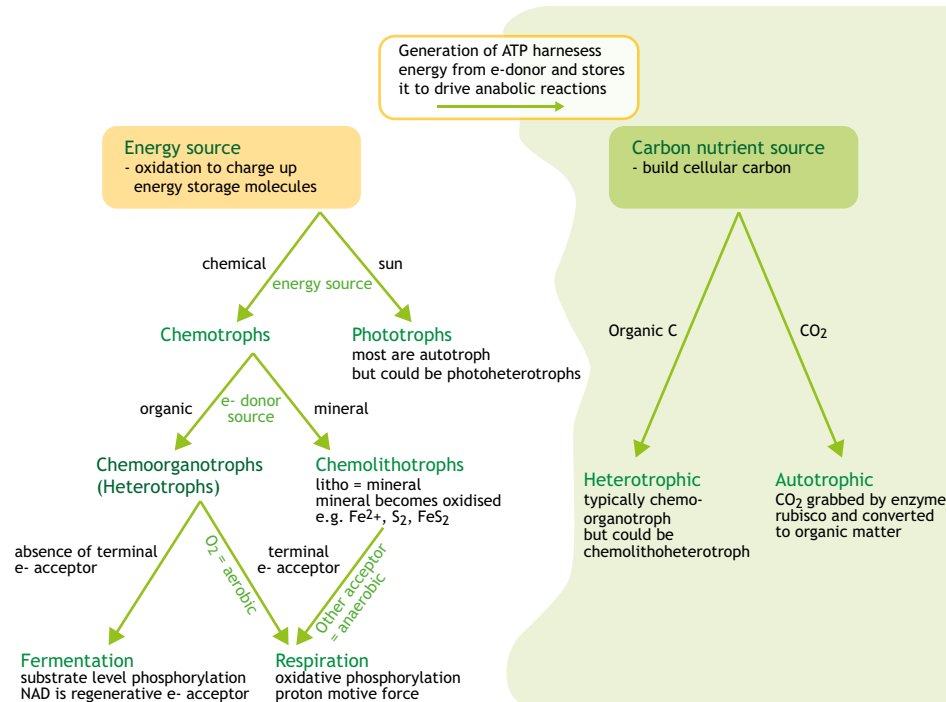 Generation of ATP harnesess
energy from e-donor and stores
it to drive anabolic reactions
Energy source
- oxidation to charge up
energy storage molecules
Carbon nutrient source
- build cellular carbon
chemical
sun
energy source
Chemotrophs
Phototrophs
most are autotroph
but could be photoheterotrophs
Organic C
CO₂
organic
e- donor
source
mineral
Chemoorganotrophs
(Heterotrophs)
Chemolithotrophs
litho = mineral
mineral becomes oxidised
e.g. Fe²⁺, S₂, FeS₂
Heterotrophic
typically chemo-
organotroph
but could be
chemolithoheterotroph
Autotrophic
CO₂ grabbed by enzyme
rubisco and converted
to organic matter
absence of terminal
e- acceptor
O₂ = aerobic
terminal
e- acceptor
Other acceptor
= anaerobic
Fermentation
substrate level phosphorylation
NAD is regenerative e- acceptor
Respiration
oxidative phosphorylation
proton motive force